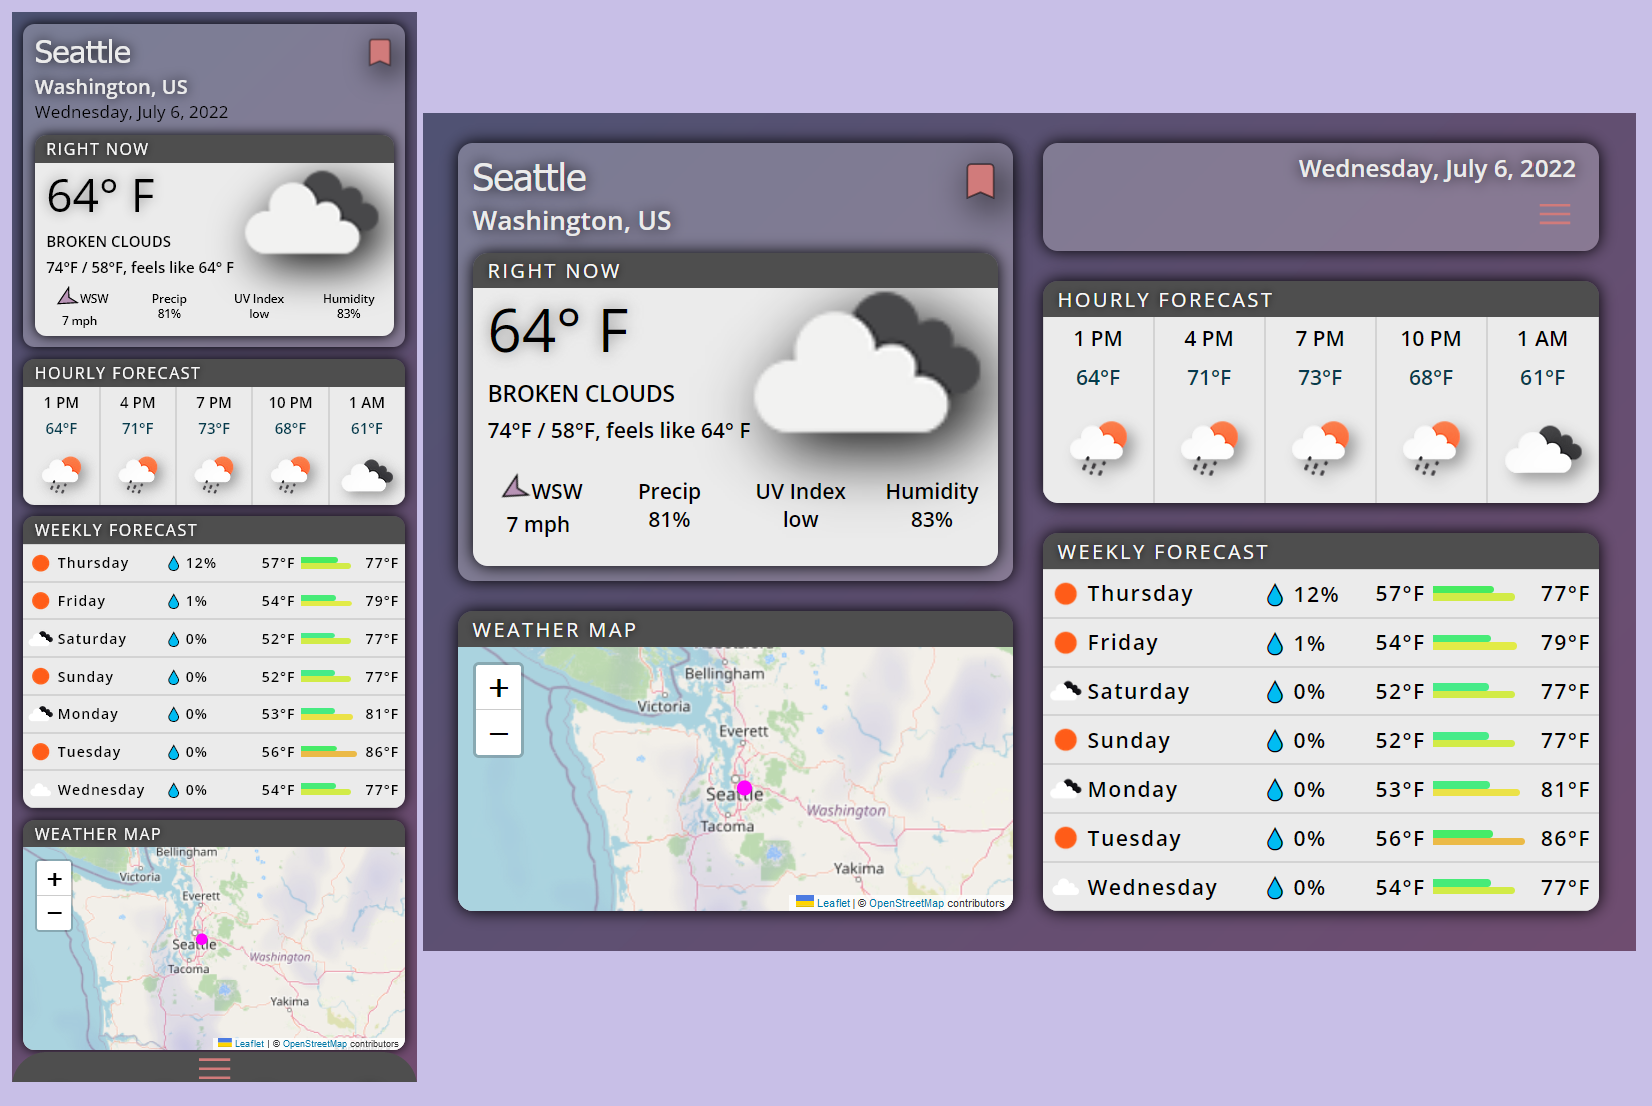 Seattle
Washington, US
Wednesday, July 6, 2022
RIGHT NOW
64° F
BROKEN CLOUDS
74°F / 58°F, feels like 64° F
WSW Precip UV Index Humidity
7 mph 81% low 83%
HOURLY FORECAST
1 PM 4 PM 7 PM 10 PM 1 AM
64°F 71°F 73°F 68°F 61°F
WEEKLY FORECAST
Thursday 12% 57°F 77°F
Friday 1% 54°F 79°F
Saturday 0% 52°F 77°F
Sunday 0% 52°F 77°F
Monday 0% 53°F 81°F
Tuesday 0% 56°F 86°F
Wednesday 0% 54°F 77°F
WEATHER MAP
Bellingham
+
Victoria
Everett
−
Seattle
Washington
Tacoma
Yakima
Leaflet | © OpenStreetMap contributors
Seattle
Washington, US
RIGHT NOW
64° F
BROKEN CLOUDS
74°F / 58°F, feels like 64° F
WSW Precip UV Index Humidity
7 mph 81% low 83%
WEATHER MAP
Bellingham
+
Victoria
Everett
−
Seattle
Washington
Tacoma
Yakima
Leaflet | © OpenStreetMap contributors
Wednesday, July 6, 2022
HOURLY FORECAST
1 PM 4 PM 7 PM 10 PM 1 AM
64°F 71°F 73°F 68°F 61°F
WEEKLY FORECAST
Thursday 12% 57°F 77°F
Friday 1% 54°F 79°F
Saturday 0% 52°F 77°F
Sunday 0% 52°F 77°F
Monday 0% 53°F 81°F
Tuesday 0% 56°F 86°F
Wednesday 0% 54°F 77°F